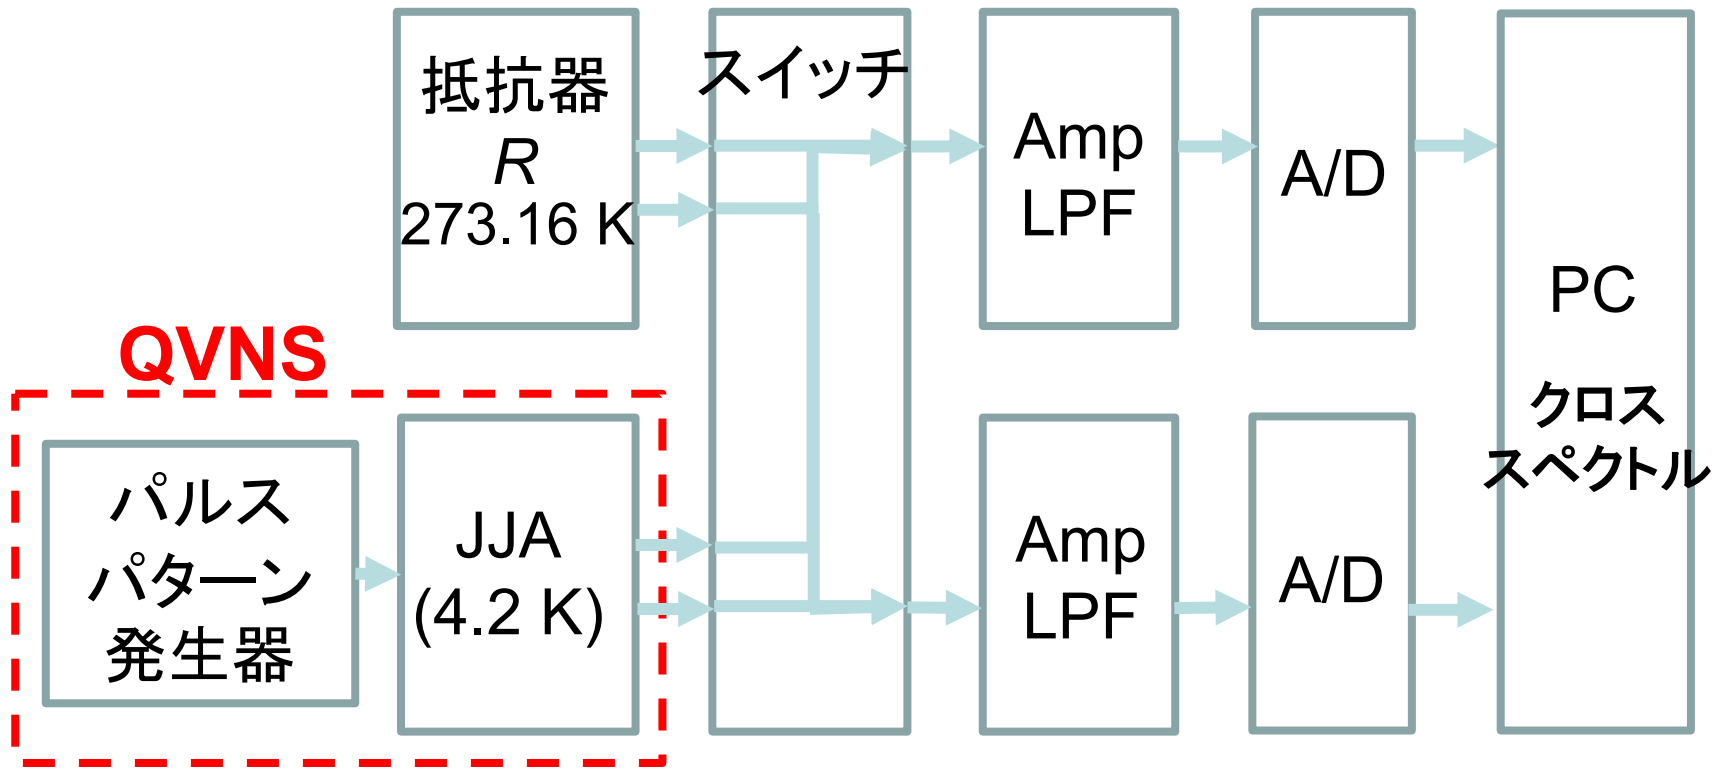 抵抗器
R
273.16 K
スイッチ
Amp
LPF
A/D
PC
クロス
スペクトル
QVNS
パルス
パターン
発生器
JJA
(4.2 K)
Amp
LPF
A/D